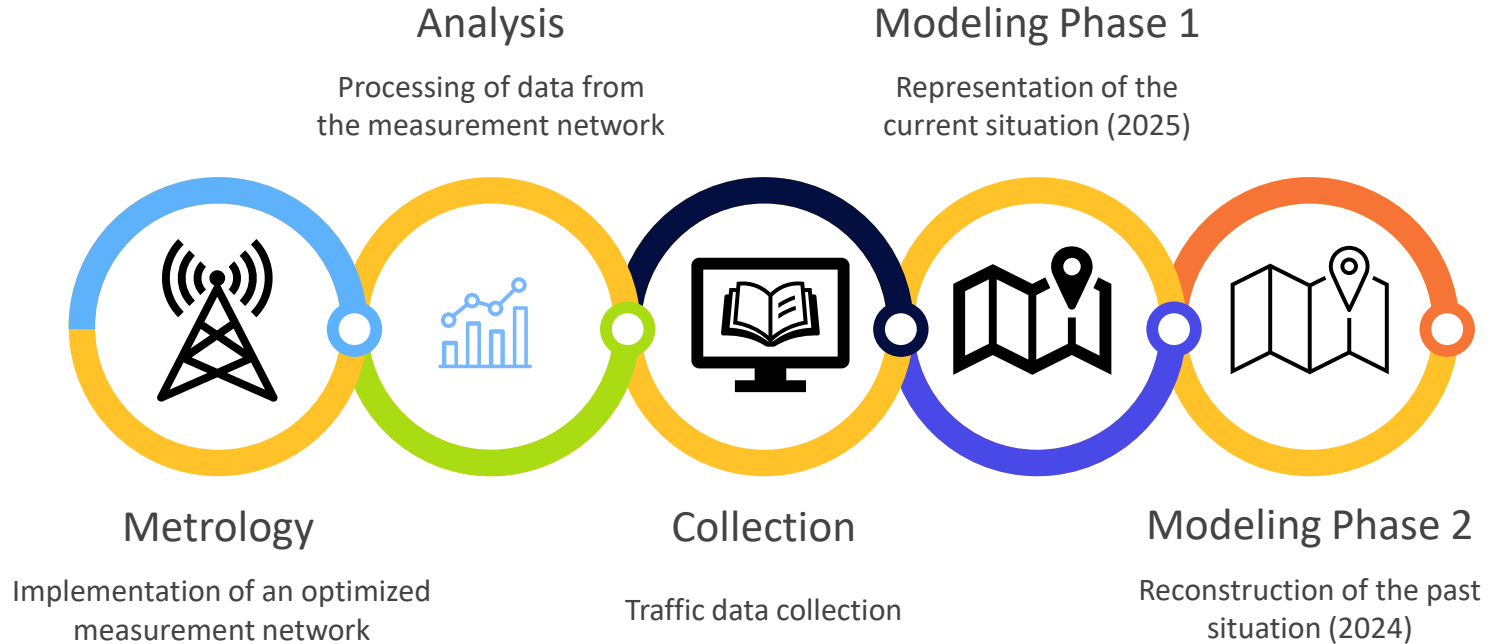 Analysis
Processing of data from
the measurement network
Modeling Phase 1
Representation of the
current situation (2025)
Metrology
Implementation of an optimized
measurement network
Collection
Traffic data collection
Modeling Phase 2
Reconstruction of the past
situation (2024)